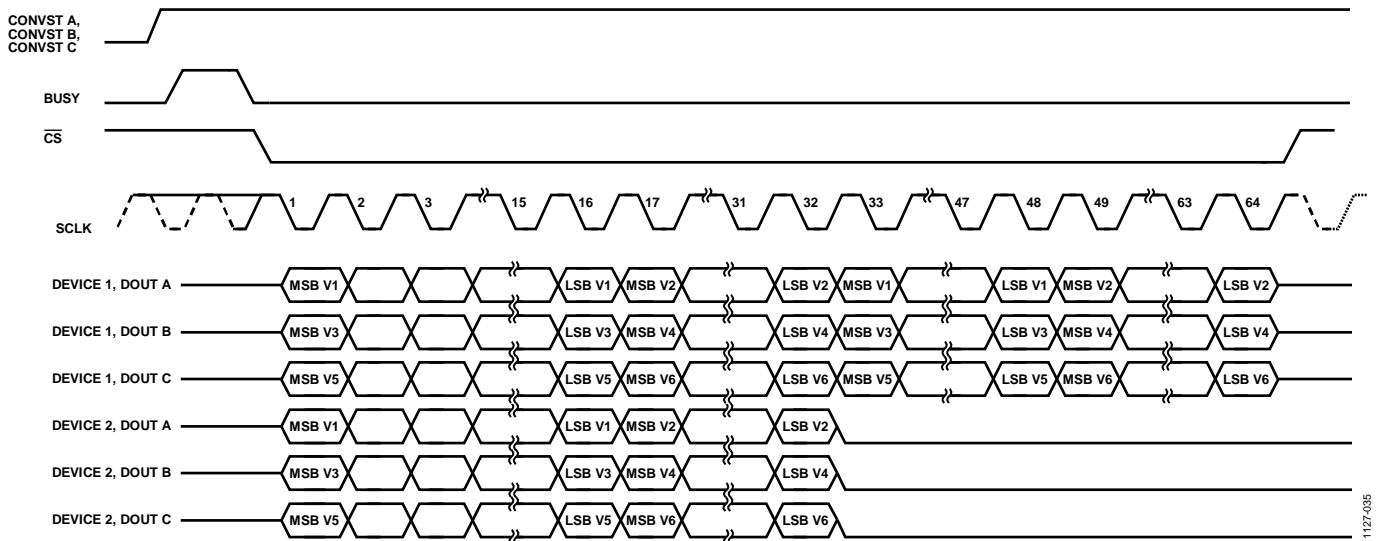 CONVST A,
CONVST B,
CONVST C
BUSY
CS
SCLK
1 2 3 15 16 17 31 32 33 47 48 49 63 64
DEVICE 1, DOUT A MSB V1 LSB V1 MSB V2 LSB V2 MSB V1 LSB V1 MSB V2 LSB V2
DEVICE 1, DOUT B MSB V3 LSB V3 MSB V4 LSB V4 MSB V3 LSB V3 MSB V4 LSB V4
DEVICE 1, DOUT C MSB V5 LSB V5 MSB V6 LSB V6 MSB V5 LSB V5 MSB V6 LSB V6
DEVICE 2, DOUT A MSB V1 LSB V1 MSB V2 LSB V2
DEVICE 2, DOUT B MSB V3 LSB V3 MSB V4 LSB V4
DEVICE 2, DOUT C MSB V5 LSB V5 MSB V6 LSB V6
1127-035